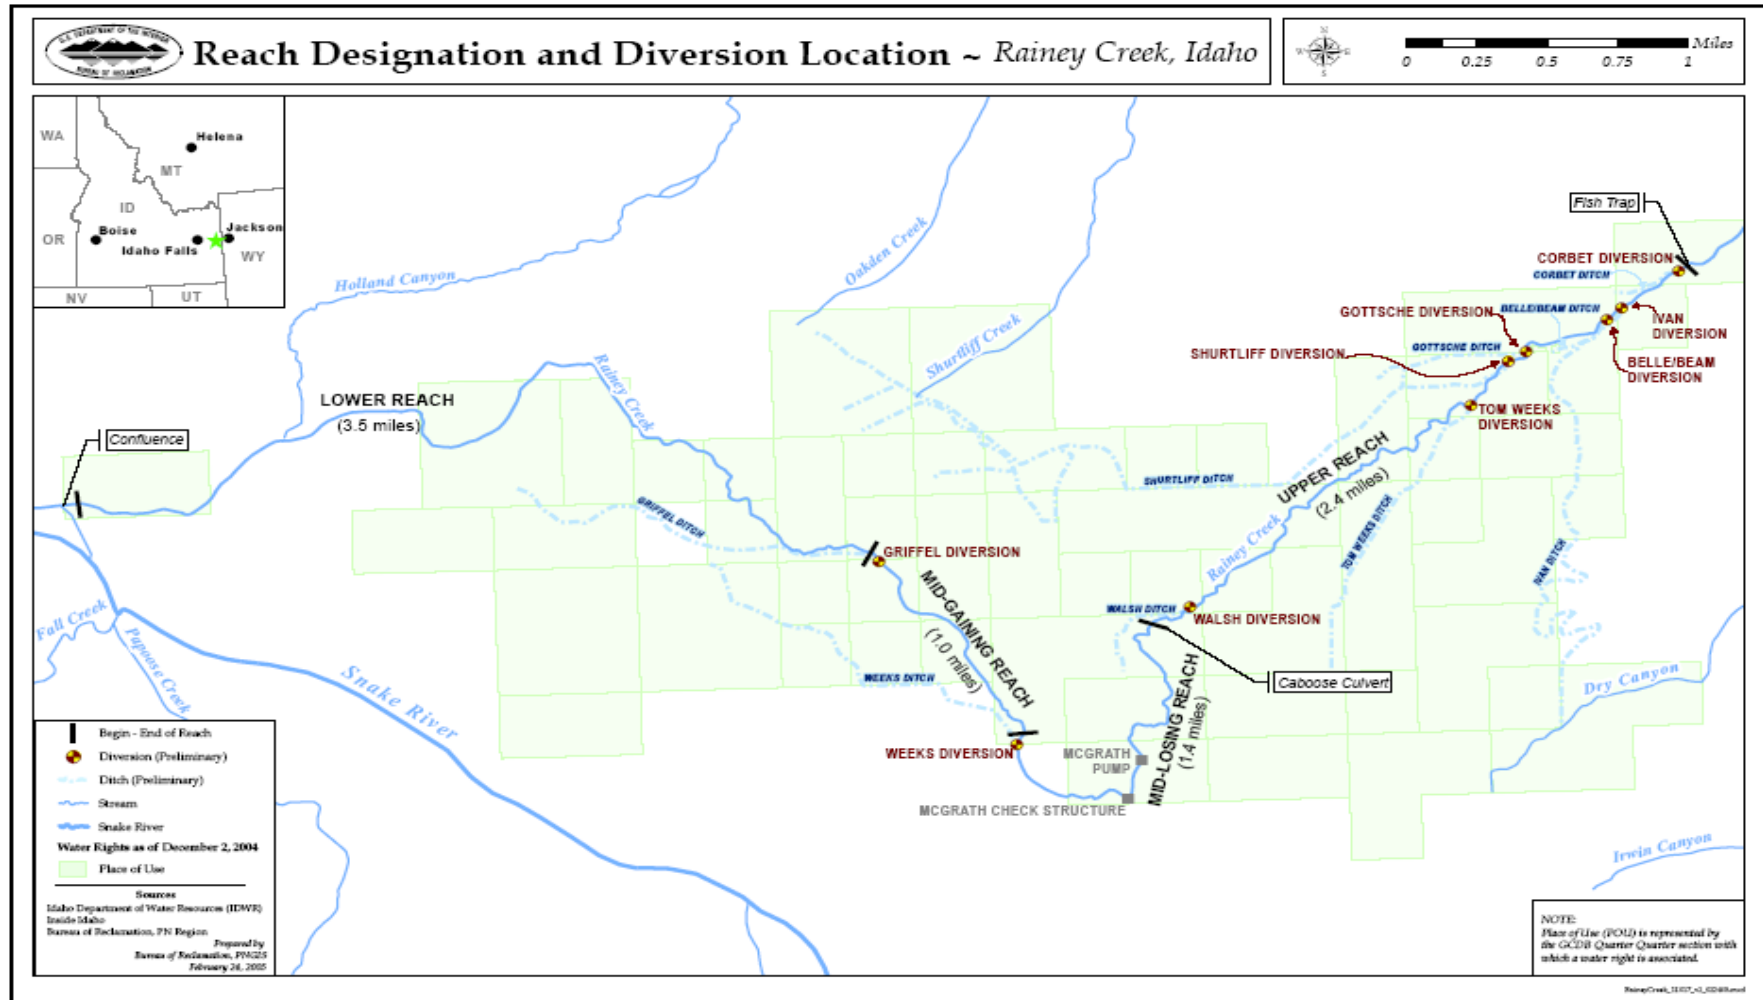 U.S. DEPARTMENT OF THE INTERIOR
BUREAU OF RECLAMATION
Reach Designation and Diversion Location ~ Rainey Creek, Idaho
N
W E
S
Miles
0 0.25 0.5 0.75 1
WA
Helena
MT
ID
OR
Boise
Jackson
Idaho Falls
WY
NV
UT
Holland Canyon
Oakden Creek
Shurtliff Creek
Rainey Creek
Fish Trap
CORBET DIVERSION
CORBET DITCH
GOTTSCHE DIVERSION
BELLE/BEAM DITCH
IVAN
DIVERSION
GOTTSCHE DITCH
SHURTLIFF DIVERSION
BELLE/BEAM
DIVERSION
LOWER REACH
(3.5 miles)
TOM WEEKS
DIVERSION
Confluence
UPPER REACH
(2.4 miles)
SHURTLIFF DITCH
GRIFFEL DITCH
TOM WEEKS DITCH
IVAN DITCH
Rainey Creek
GRIFFEL DIVERSION
MID-GAINING REACH
(1.0 miles)
WALSH DITCH
WALSH DIVERSION
Fall Creek
Papoose Creek
Snake River
WEEKS DITCH
Caboose Culvert
Dry Canyon
MID-LOSING REACH
(1.4 miles)
WEEKS DIVERSION
MCGRATH
PUMP
MCGRATH CHECK STRUCTURE
Irwin Canyon
Begin - End of Reach
Diversion (Preliminary)
Ditch (Preliminary)
Stream
Snake River
Water Rights as of December 2, 2004
Place of Use
Sources
Idaho Department of Water Resources (IDWR)
Inside Idaho
Bureau of Reclamation, PN Region
Prepared by
Bureau of Reclamation, PNGIS
February 24, 2005
NOTE:
Place of Use (POU) is represented by
the GCDB Quarter Quarter section with
which a water right is associated.